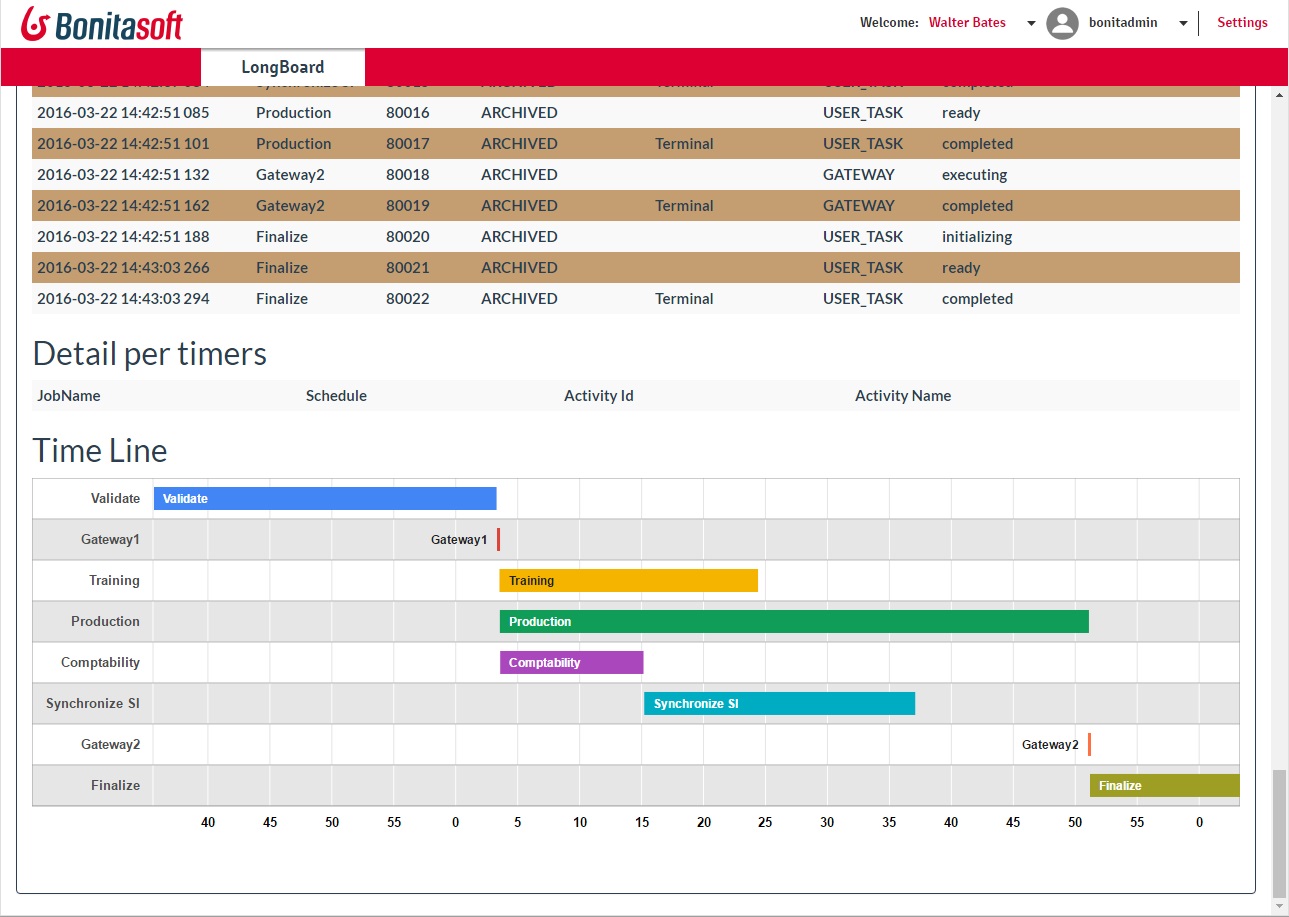 Bonitasoft
Welcome: Walter Bates bonitadmin Settings
LongBoard
2016-03-22 14:42:51 085 Production 80016 ARCHIVED USER_TASK ready
2016-03-22 14:42:51 101 Production 80017 ARCHIVED Terminal USER_TASK completed
2016-03-22 14:42:51 132 Gateway2 80018 ARCHIVED GATEWAY executing
2016-03-22 14:42:51 162 Gateway2 80019 ARCHIVED Terminal GATEWAY completed
2016-03-22 14:42:51 188 Finalize 80020 ARCHIVED USER_TASK initializing
2016-03-22 14:43:03 266 Finalize 80021 ARCHIVED USER_TASK ready
2016-03-22 14:43:03 294 Finalize 80022 ARCHIVED Terminal USER_TASK completed
Detail per timers
JobName Schedule Activity Id Activity Name
Time Line
Validate Validate
Gateway1 Gateway1
Training Training
Production Production
Comptability Comptability
Synchronize SI Synchronize SI
Gateway2 Gateway2
Finalize Finalize
40 45 50 55 0 5 10 15 20 25 30 35 40 45 50 55 0